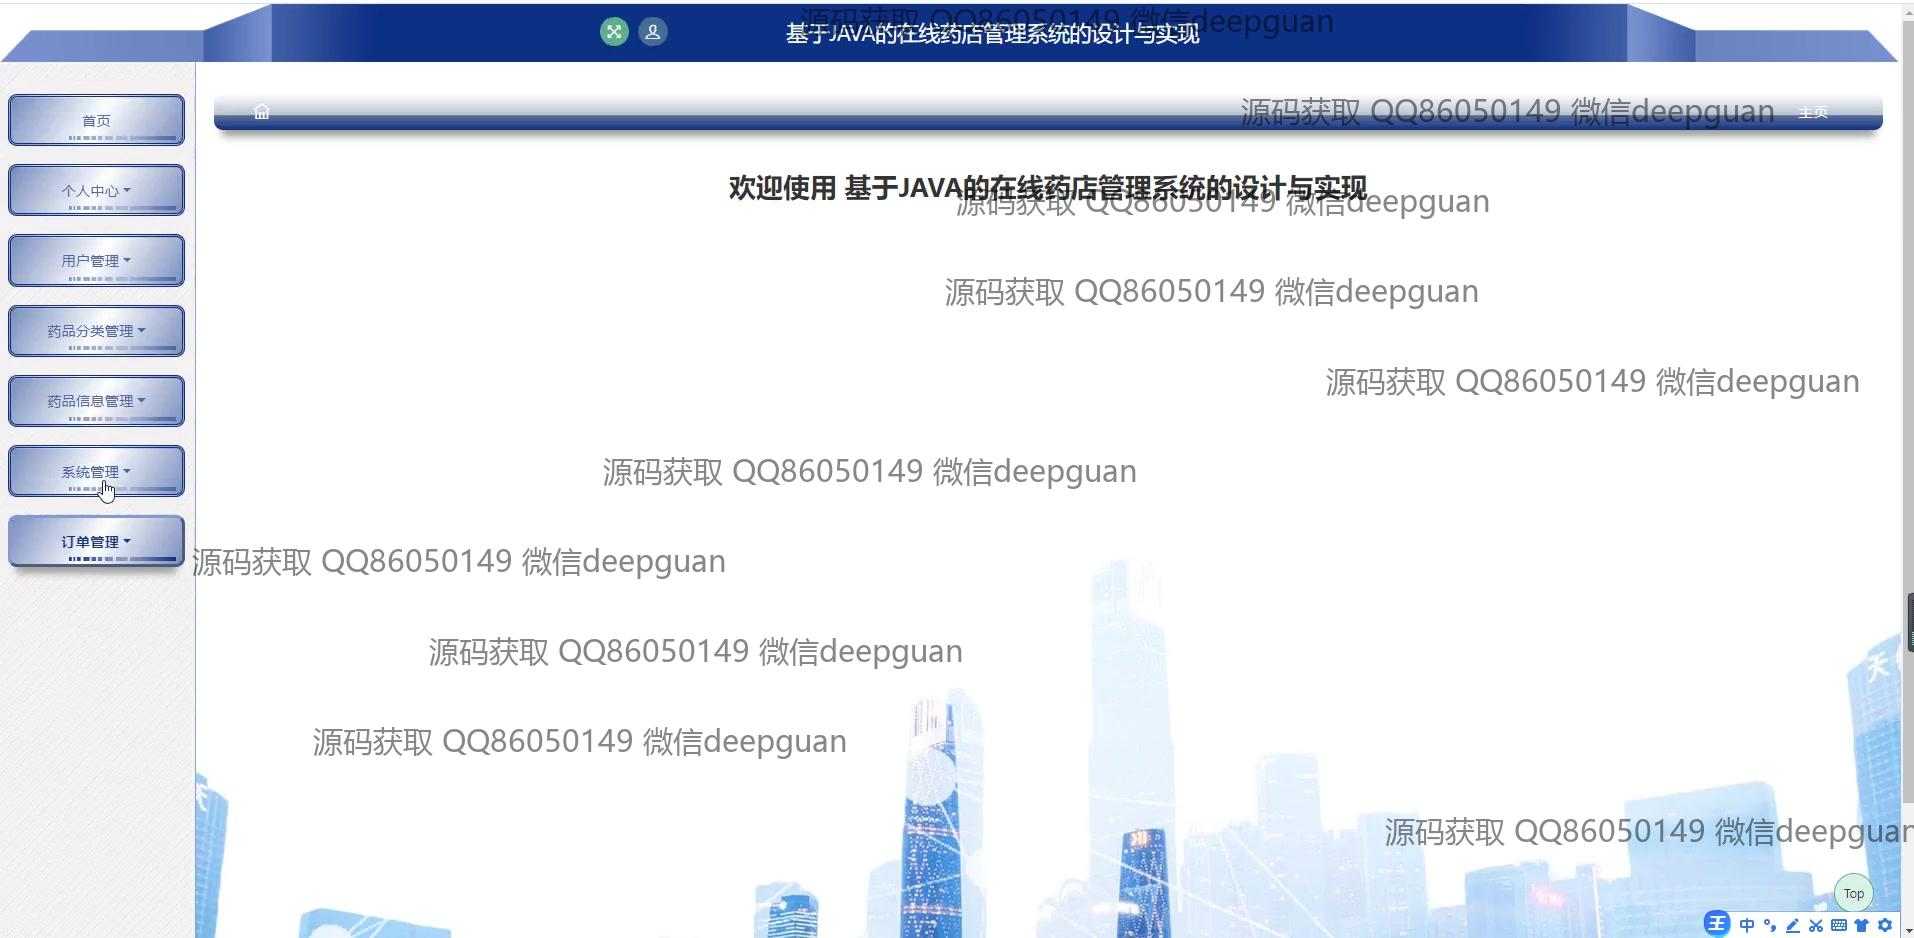 源码获取 QQ86050149 微信deepguan
基于JAVA的在线药店管理系统的设计与实现
首页
个人中心
用户管理
药品分类管理
药品信息管理
系统管理
订单管理
源码获取 QQ86050149 微信deepguan
主页
欢迎使用 基于JAVA的在线药店管理系统的设计与实现
源码获取 QQ86050149 微信deepguan
源码获取 QQ86050149 微信deepguan
源码获取 QQ86050149 微信deepguan
源码获取 QQ86050149 微信deepguan
源码获取 QQ86050149 微信deepguan
源码获取 QQ86050149 微信deepguan
源码获取 QQ86050149 微信deepguan
源码获取 QQ86050149 微信deepguan
天
Top
王 中